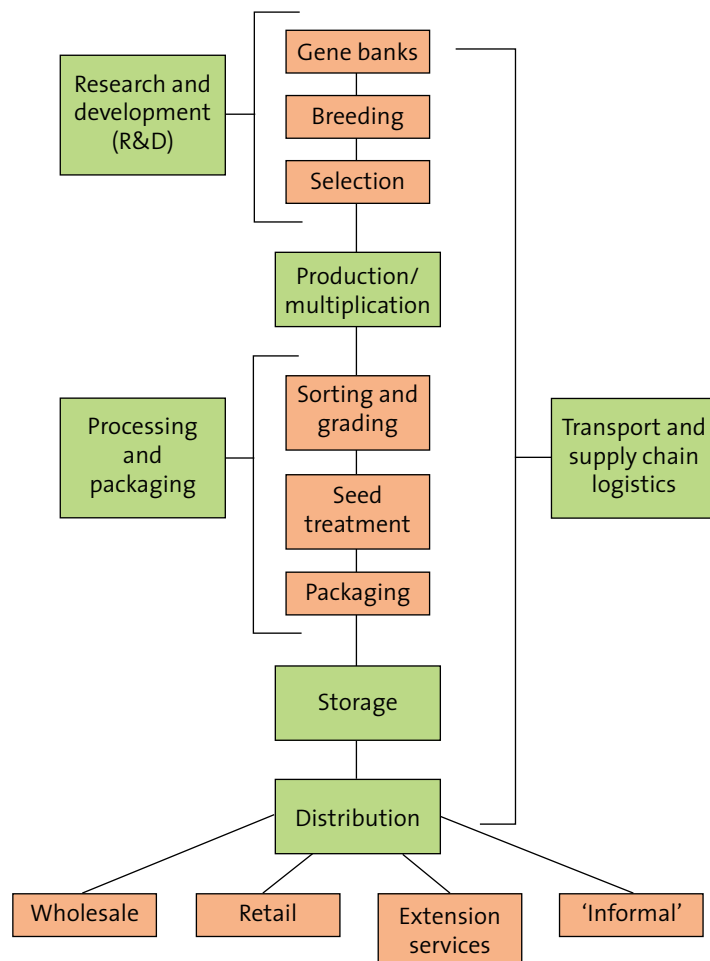 Gene banks
Research and
development
(R&D)
Breeding
Selection
Production/
multiplication
Sorting and
grading
Processing
and
packaging
Transport and
supply chain
logistics
Seed
treatment
Packaging
Storage
Distribution
Wholesale
Retail
Extension
services
‘Informal’